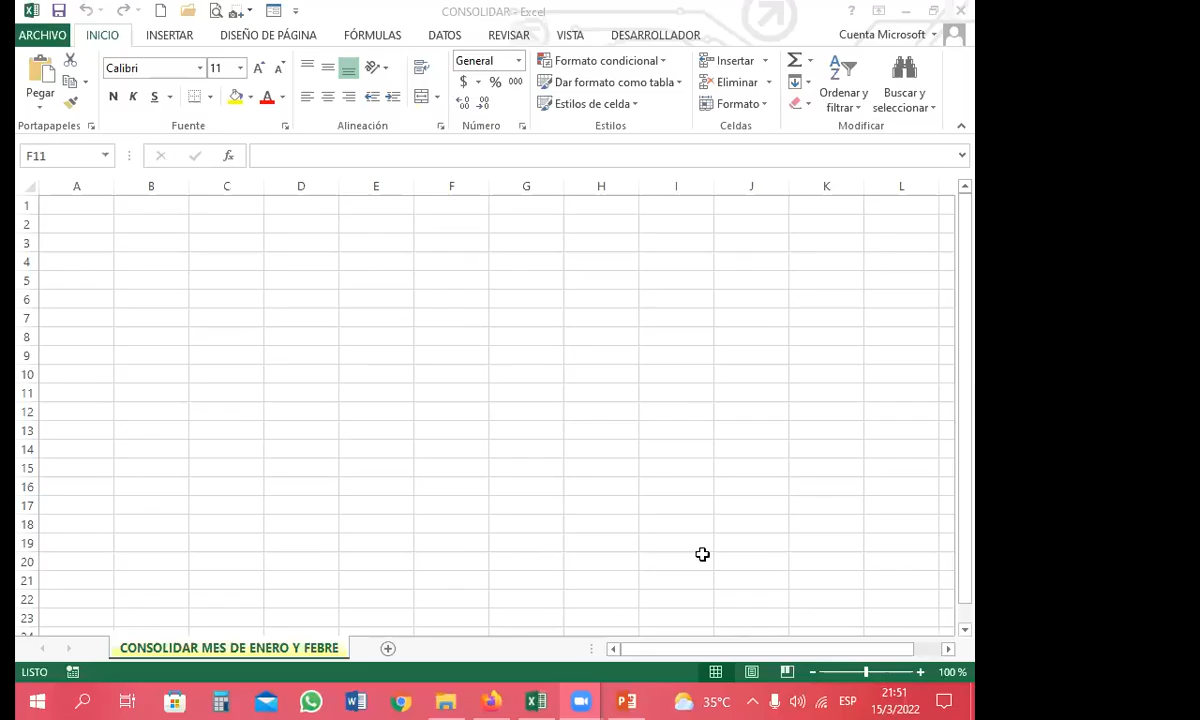 CONSOLIDAR - Excel
?
ARCHIVO INICIO INSERTAR DISEÑO DE PÁGINA FÓRMULAS DATOS REVISAR VISTA DESARROLLADOR Cuenta Microsoft
Calibri 11 General Formato condicional Insertar
Pegar N K S $ % 000 Dar formato como tabla Eliminar Ordenar y filtrar Buscar y seleccionar
Estilos de celda Formato
Portapapeles Fuente Alineación Número Estilos Celdas Modificar
F11 fx
A B C D E F G H I J K L
1
2
3
4
5
6
7
8
9
10
11
12
13
14
15
16
17
18
19
20
21
22
23
24
CONSOLIDAR MES DE ENERO Y FEBRE
LISTO 100 %
35°C ESP 21:51
15/3/2022